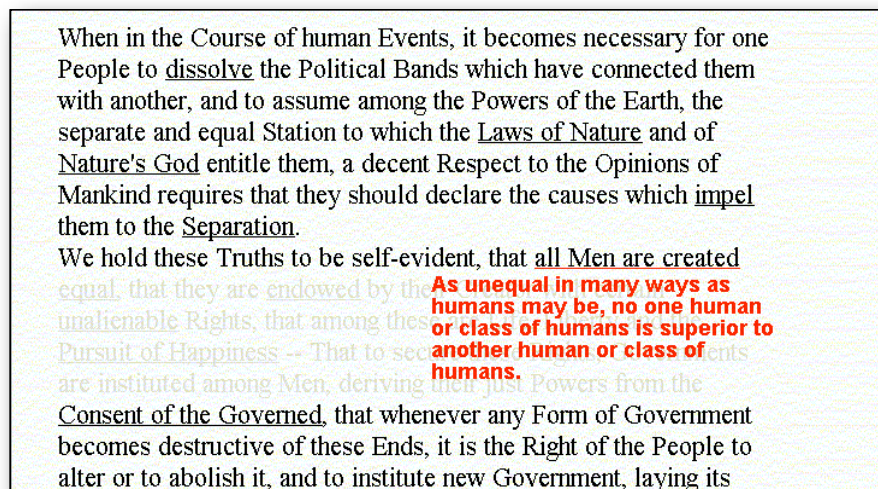 When in the Course of human Events, it becomes necessary for one
People to dissolve the Political Bands which have connected them
with another, and to assume among the Powers of the Earth, the
separate and equal Station to which the Laws of Nature and of
Nature's God entitle them, a decent Respect to the Opinions of
Mankind requires that they should declare the causes which impel
them to the Separation.
We hold these Truths to be self-evident, that all Men are created
equal, that they are endowed by
unalienable Rights, that among these
Pursuit of Happiness -- That to
are instituted among Men, deriving their just Powers from the
As unequal in many ways as
humans may be, no one human
or class of humans is superior to
another human or class of
humans.
Consent of the Governed, that whenever any Form of Government
becomes destructive of these Ends, it is the Right of the People to
alter or to abolish it, and to institute new Government, laying its